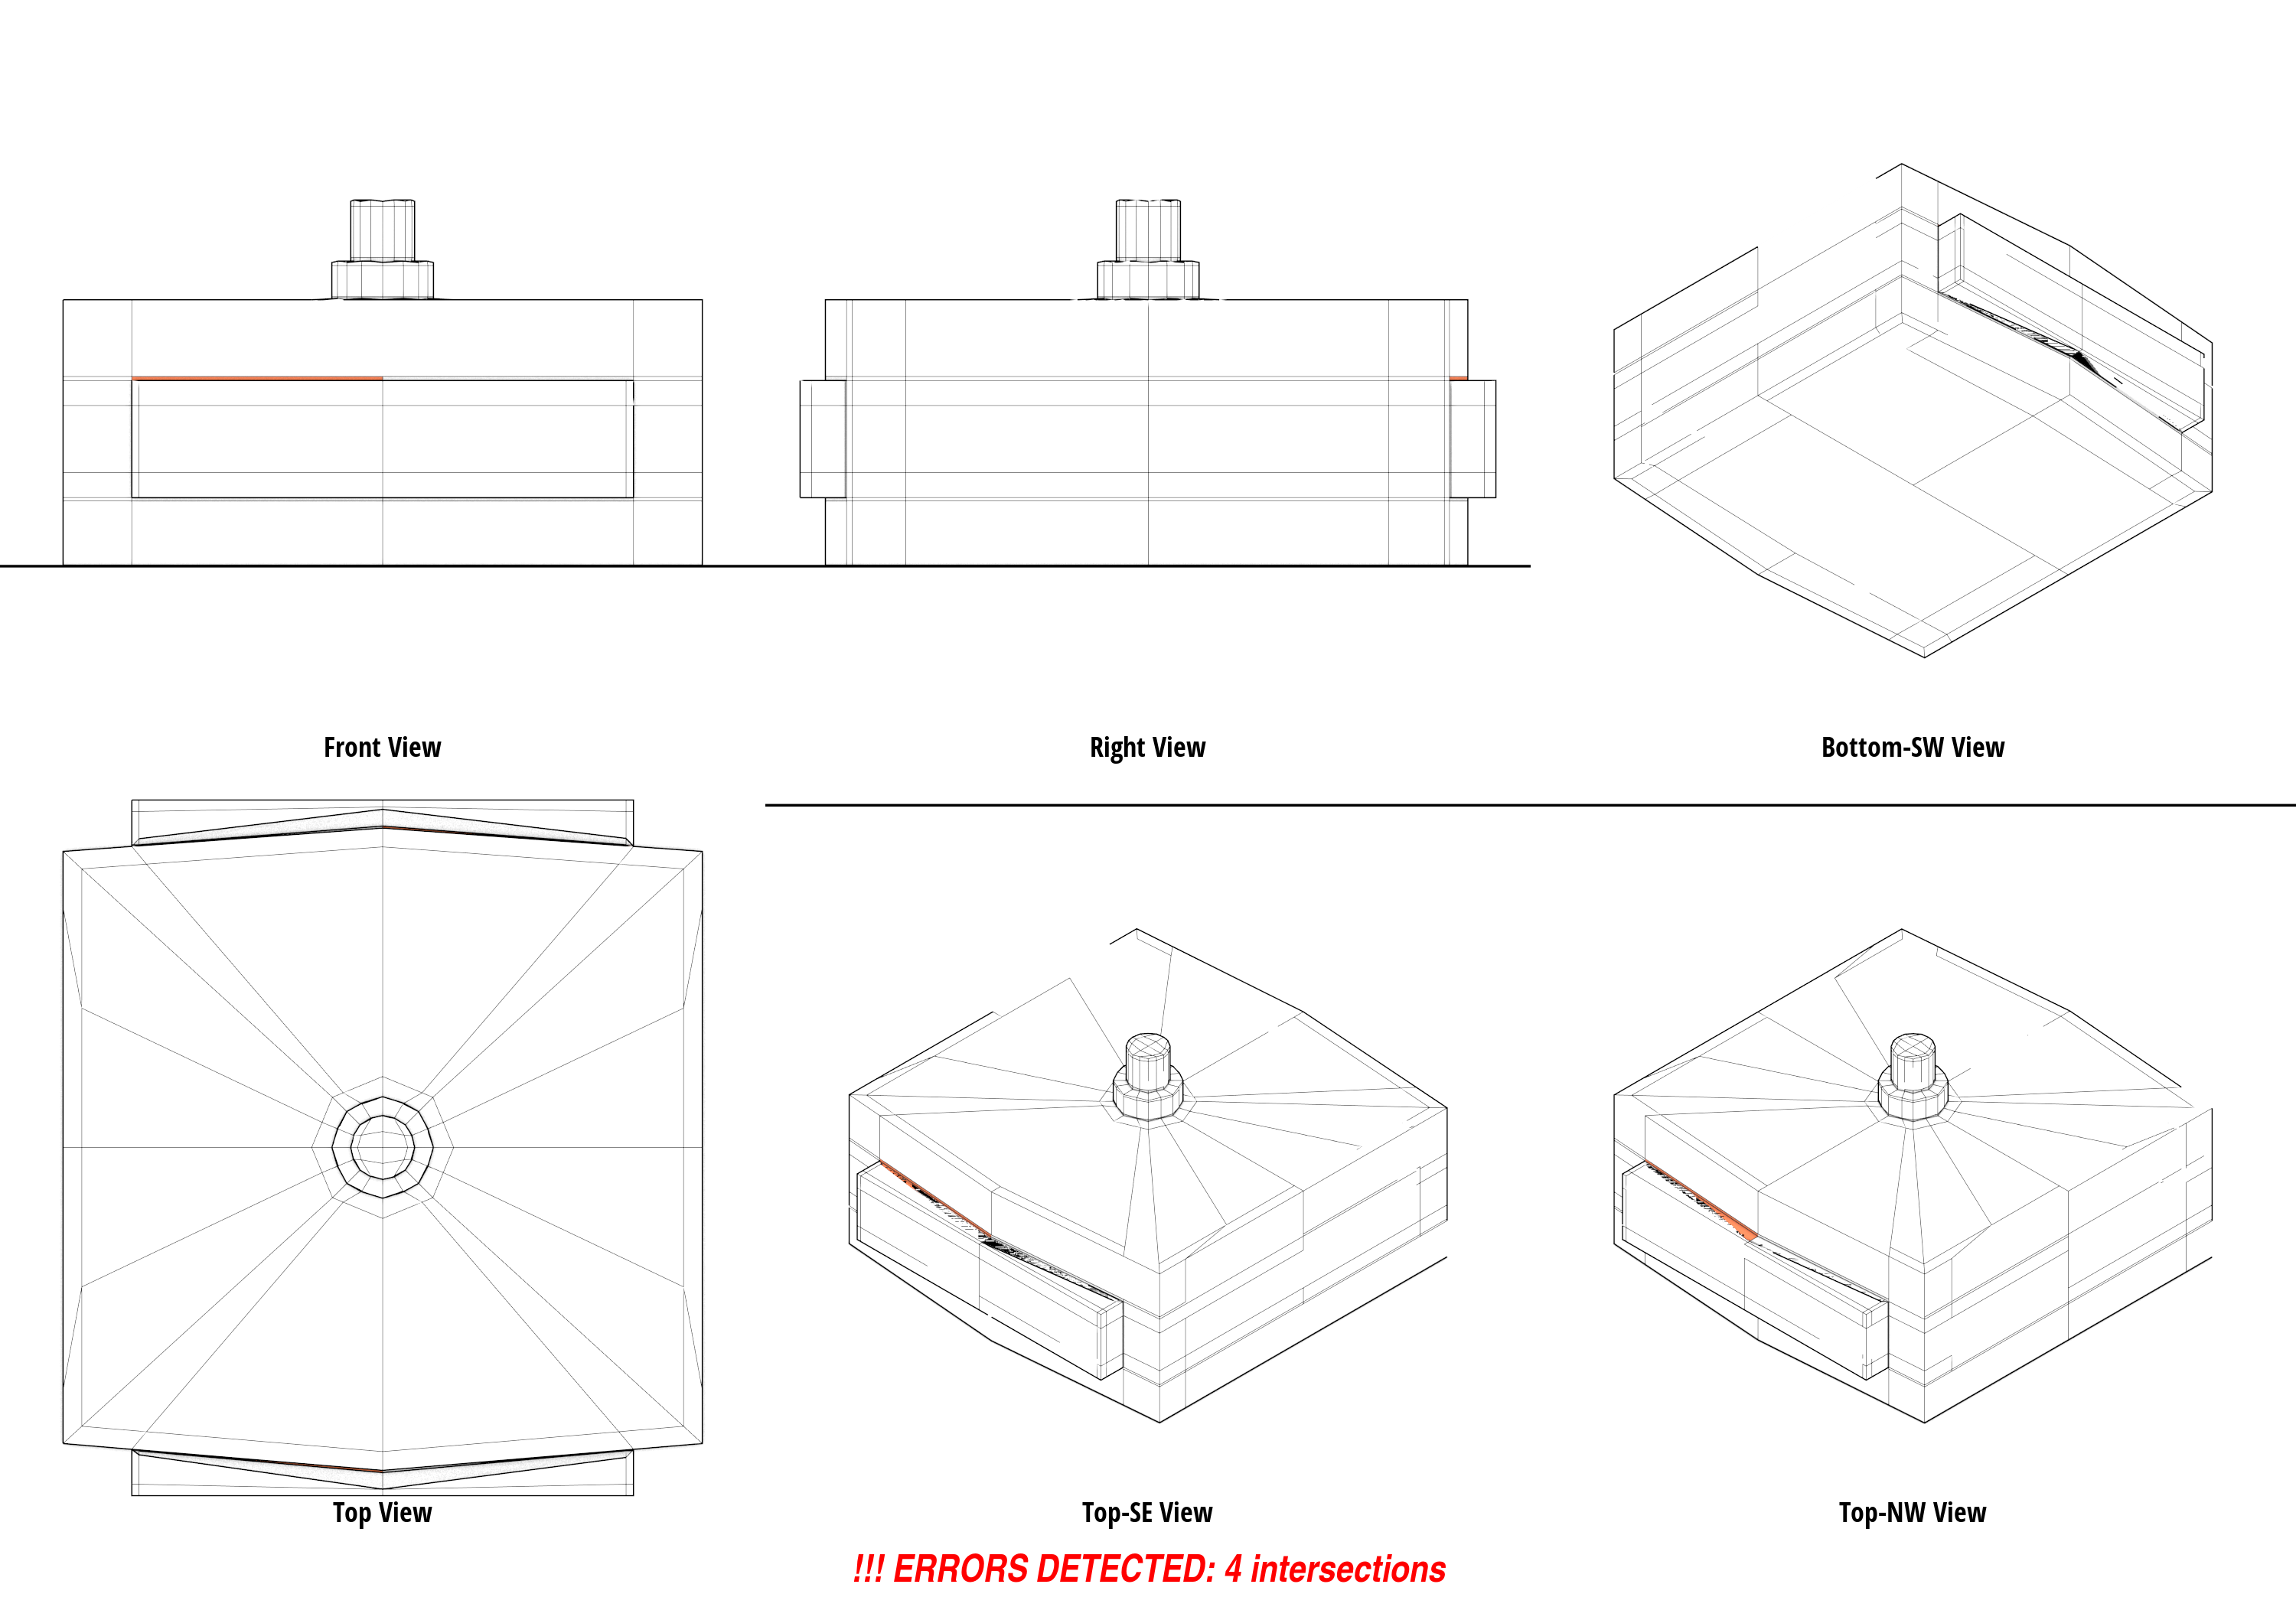 Front View
Right View
Bottom-SW View
Top View
Top-SE View
Top-NW View
!!! ERRORS DETECTED: 4 intersections